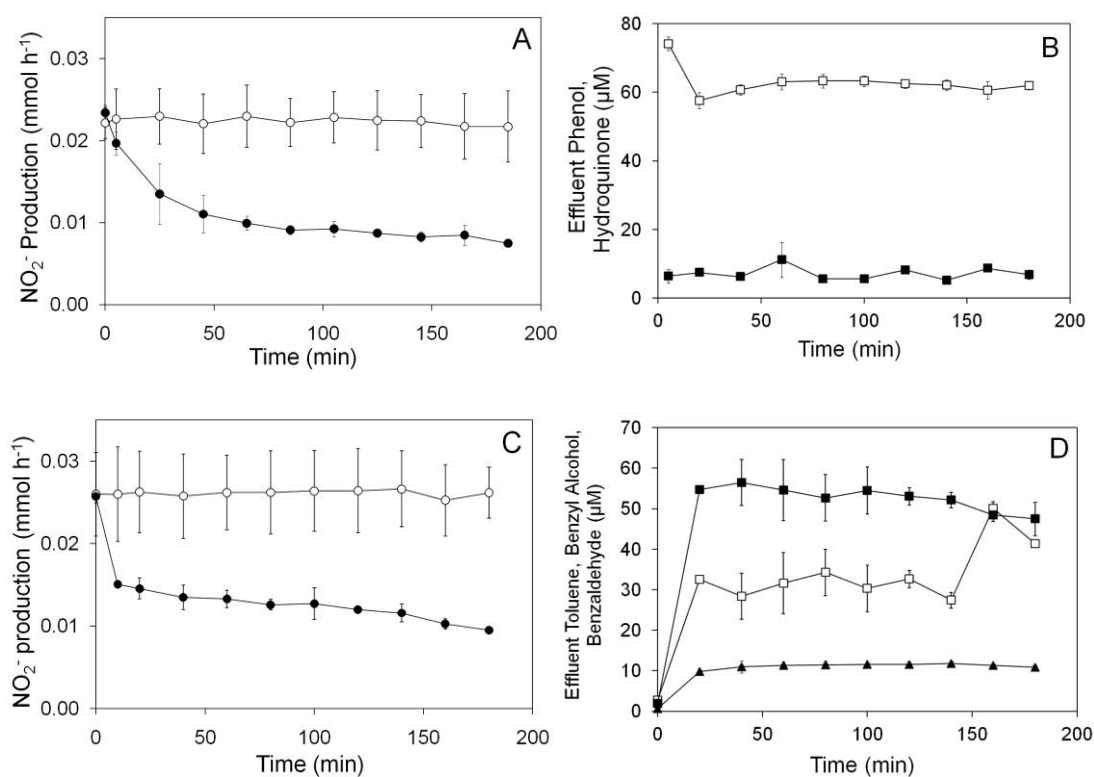 A
NO₂⁻ Production (mmol h⁻¹)
0.03
0.02
0.01
0.00
0 50 100 150 200
Time (min)
B
Effluent Phenol,
Hydroquinone (µM)
80
60
40
20
0
0 50 100 150 200
Time (min)
C
NO₂⁻ production (mmol h⁻¹)
0.03
0.02
0.01
0.00
0 50 100 150 200
Time (min)
D
Effluent Toluene, Benzyl Alcohol,
Benzaldehyde (µM)
70
60
50
40
30
20
10
0
0 50 100 150 200
Time (min)